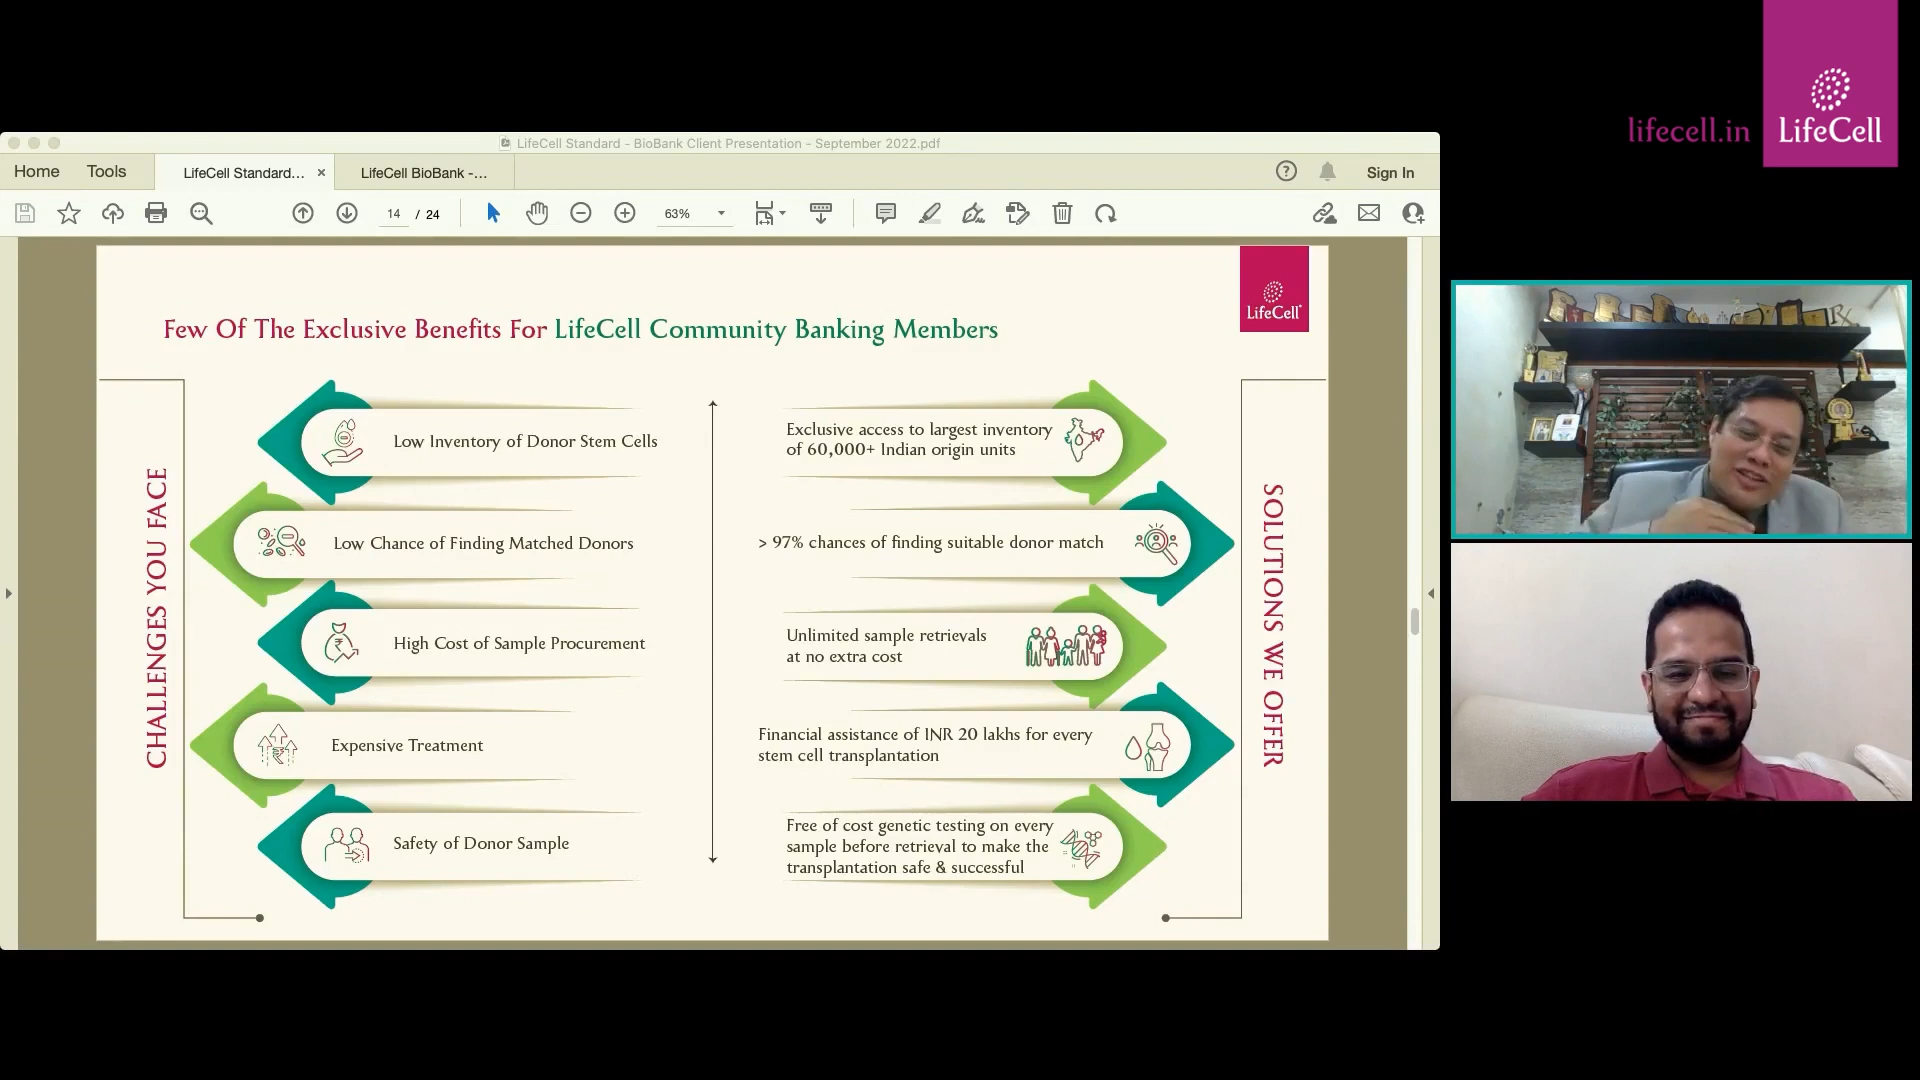 lifecell.in
LifeCell
LifeCell Standard - BioBank Client Presentation - September 2022.pdf
Home
Tools
LifeCell Standard...
×
LifeCell BioBank -...
?
Sign In
14 / 24
63%
LifeCell
Few Of The Exclusive Benefits For LifeCell Community Banking Members
CHALLENGES YOU FACE
Low Inventory of Donor Stem Cells
Low Chance of Finding Matched Donors
High Cost of Sample Procurement
Expensive Treatment
Safety of Donor Sample
Exclusive access to largest inventory
of 60,000+ Indian origin units
> 97% chances of finding suitable donor match
Unlimited sample retrievals
at no extra cost
Financial assistance of INR 20 lakhs for every
stem cell transplantation
Free of cost genetic testing on every
sample before retrieval to make the
transplantation safe & successful
SOLUTIONS WE OFFER